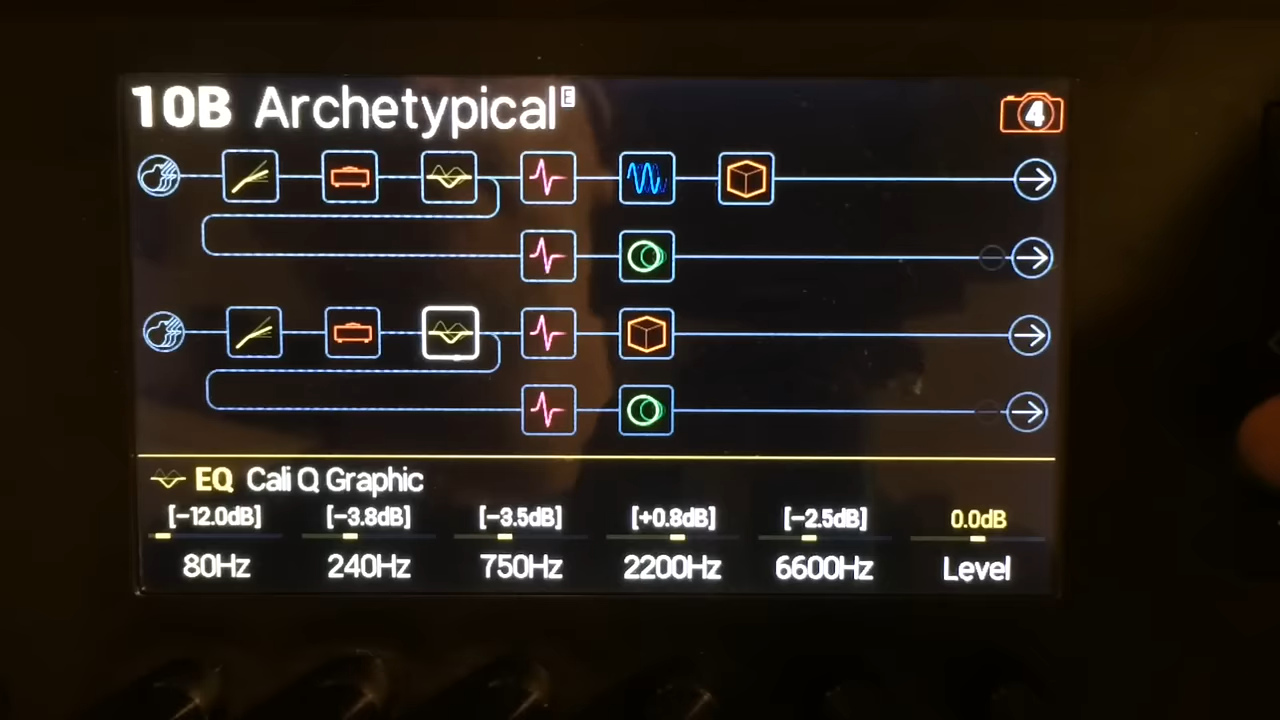 10B Archetypical E
4
EQ Cali Q Graphic
[−12.0dB] [−3.8dB] [−3.5dB] [+0.8dB] [−2.5dB] 0.0dB
80Hz 240Hz 750Hz 2200Hz 6600Hz Level